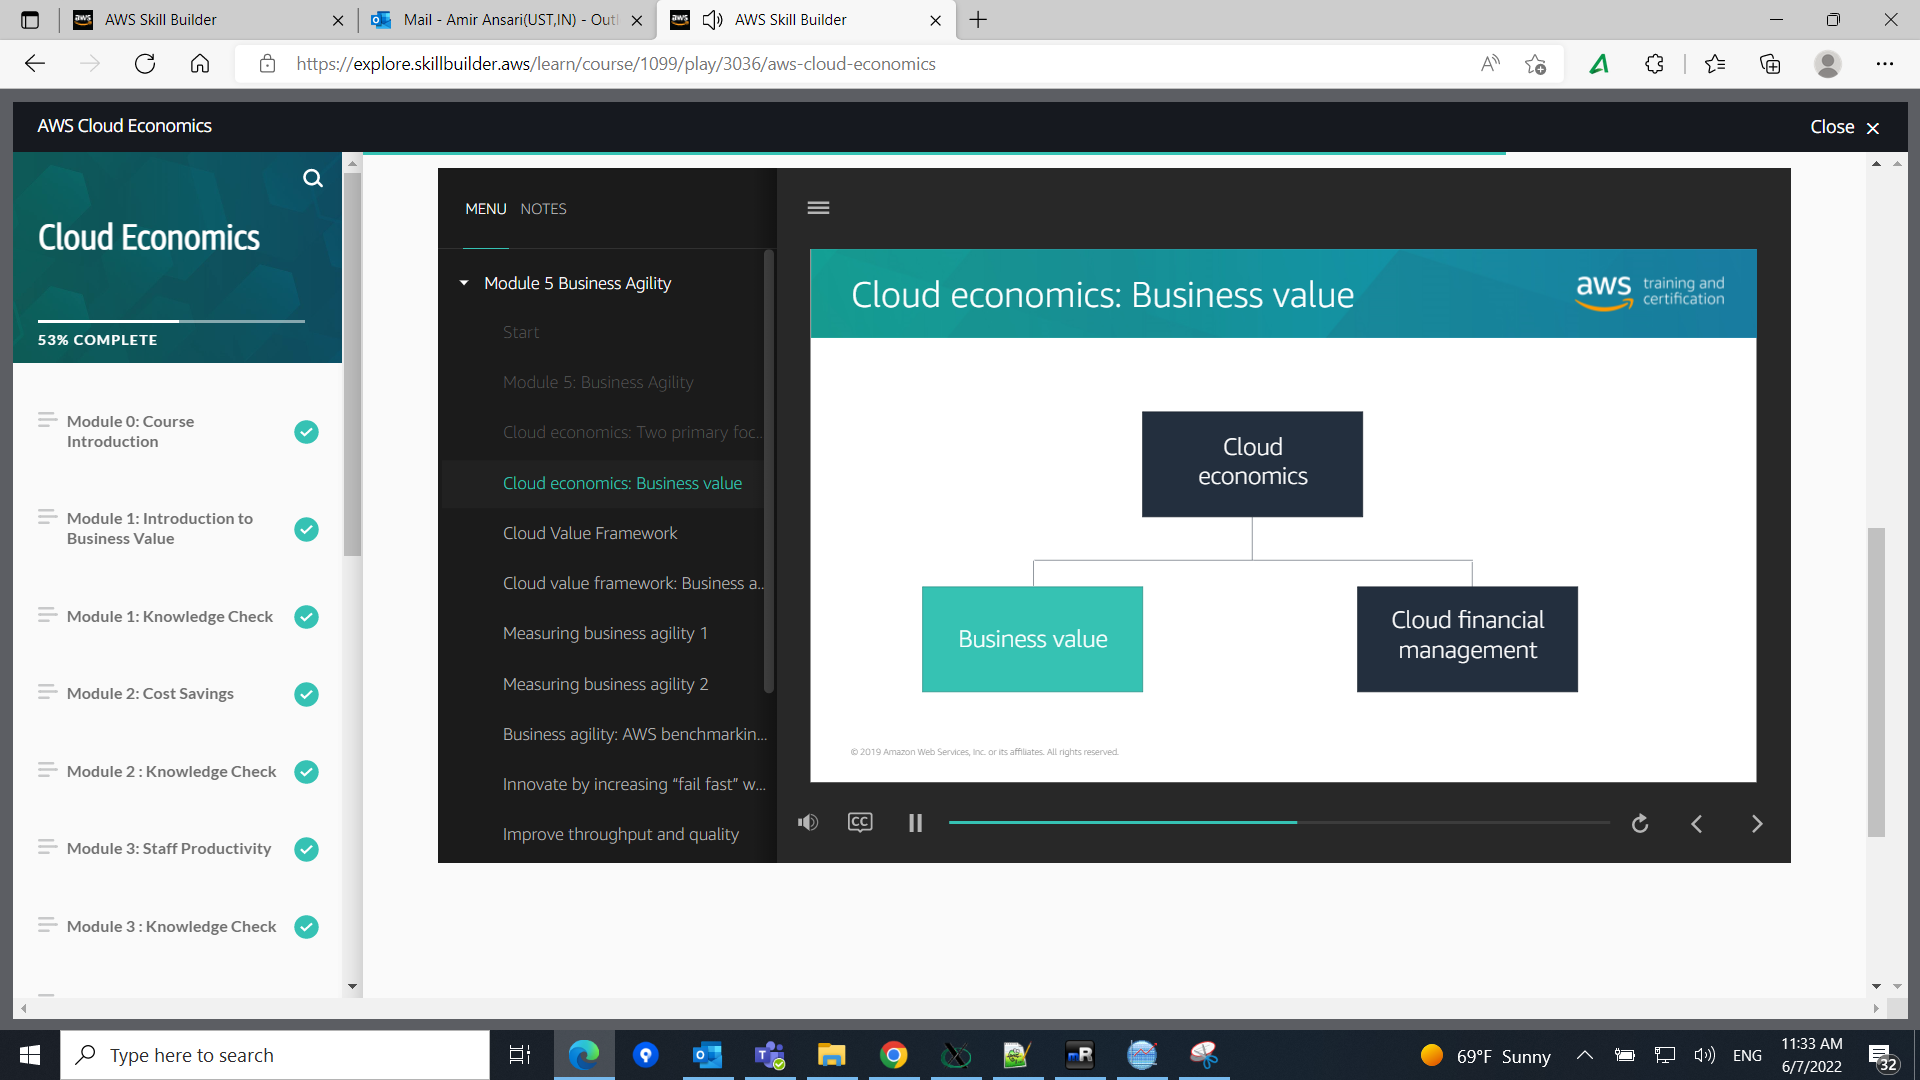 AWS Skill Builder
Mail - Amir Ansari(UST,IN) - Outl
AWS Skill Builder
https://explore.skillbuilder.aws/learn/course/1099/play/3036/aws-cloud-economics
AWS Cloud Economics
Close
Cloud Economics
53% COMPLETE
Module 0: Course
Introduction
Module 1: Introduction to
Business Value
Module 1: Knowledge Check
Module 2: Cost Savings
Module 2 : Knowledge Check
Module 3: Staff Productivity
Module 3 : Knowledge Check
MENU NOTES
Module 5 Business Agility
Start
Module 5: Business Agility
Cloud economics: Two primary foc...
Cloud economics: Business value
Cloud Value Framework
Cloud value framework: Business a...
Measuring business agility 1
Measuring business agility 2
Business agility: AWS benchmarkin...
Innovate by increasing “fail fast” w...
Improve throughput and quality
Cloud economics: Business value
aws training and
certification
Cloud
economics
Business value
Cloud financial
management
© 2019 Amazon Web Services, Inc. or its affiliates. All rights reserved.
CC
Type here to search
69°F Sunny
ENG
11:33 AM
6/7/2022
32